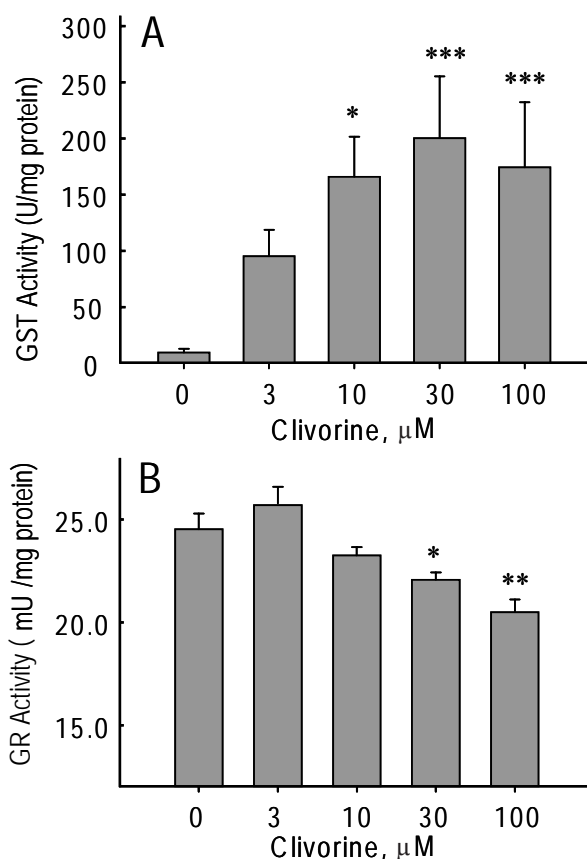 A
GST Activity (U/mg protein)
300
250
200
150
100
50
0
*
***
***
0 3 10 30 100
Clivorine, μM
B
GR Activity ( mU /mg protein)
25.0
20.0
15.0
*
**
0 3 10 30 100
Clivorine, μM